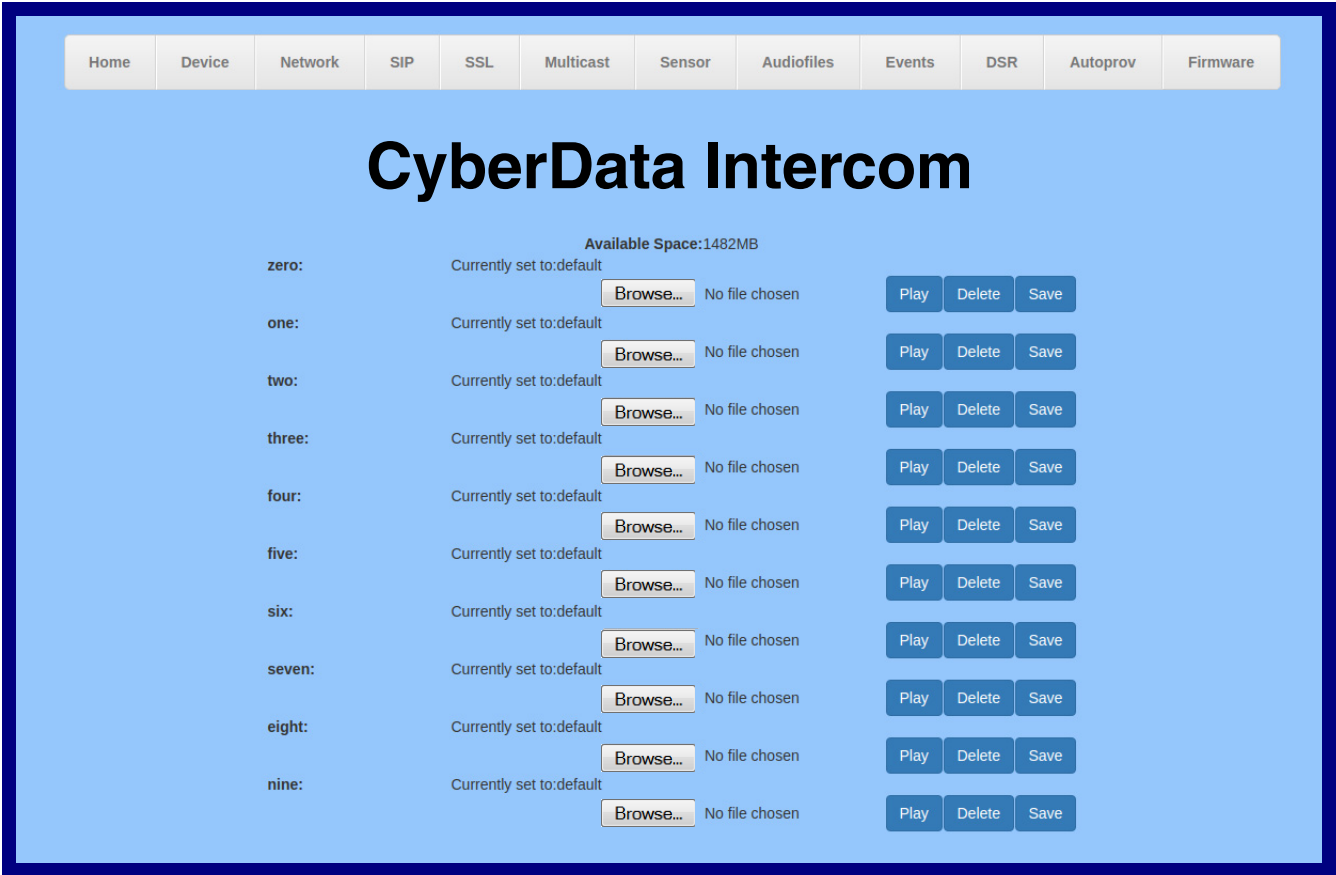 Home Device Network SIP SSL Multicast Sensor Audiofiles Events DSR Autoprov Firmware
CyberData Intercom
Available Space:1482MB
zero: Currently set to:default
Browse... No file chosen Play Delete Save
one: Currently set to:default
Browse... No file chosen Play Delete Save
two: Currently set to:default
Browse... No file chosen Play Delete Save
three: Currently set to:default
Browse... No file chosen Play Delete Save
four: Currently set to:default
Browse... No file chosen Play Delete Save
five: Currently set to:default
Browse... No file chosen Play Delete Save
six: Currently set to:default
Browse... No file chosen Play Delete Save
seven: Currently set to:default
Browse... No file chosen Play Delete Save
eight: Currently set to:default
Browse... No file chosen Play Delete Save
nine: Currently set to:default
Browse... No file chosen Play Delete Save